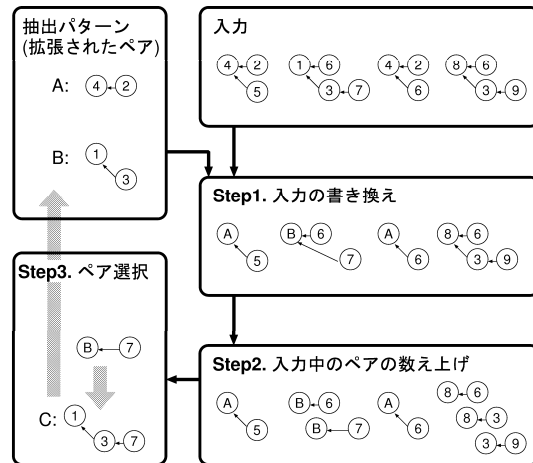 抽出パターン
(拡張されたペア)
A: 4 2
B: 1
3
入力
4 2 1 6 4 2 8 6
5 3 7 6 3 9
Step1. 入力の書き換え
A B 6 A 8 6
5 7 6 3 9
Step3. ペア選択
B 7
C: 1
3 7
Step2. 入力中のペアの数え上げ
A B 6 A 8 6
5 B 7 6 8 3
3 9